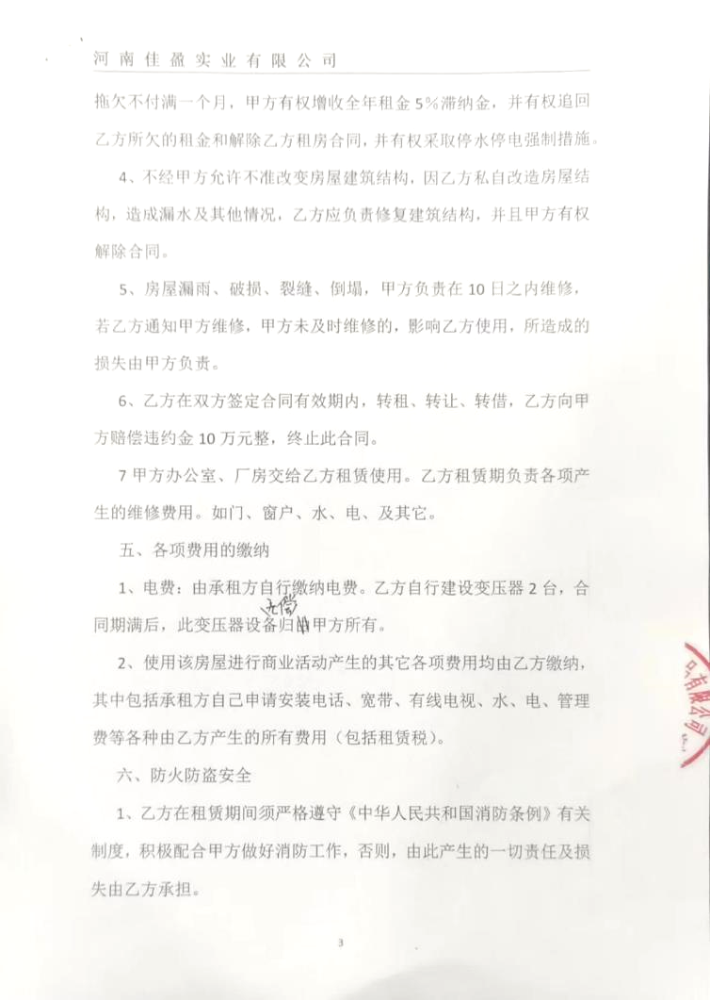 河南佳盈实业有限公司
拖欠不付满一个月，甲方有权增收全年租金5%滞纳金，并有权追回
乙方所欠的租金和解除乙方租房合同，并有权采取停水停电强制措施。
4、不经甲方允许不准改变房屋建筑结构，因乙方私自改造房屋结
构，造成漏水及其他情况，乙方应负责修复建筑结构，并且甲方有权
解除合同。
5、房屋漏雨、破损、裂缝、倒塌，甲方负责在10日之内维修，
若乙方通知甲方维修，甲方未及时维修的，影响乙方使用，所造成的
损失由甲方负责。
6、乙方在双方签定合同有效期内，转租、转让、转借，乙方向甲
方赔偿违约金10万元整，终止此合同。
7甲方办公室、厂房交给乙方租赁使用。乙方租赁期负责各项产
生的维修费用。如门、窗户、水、电、及其它。
五、各项费用的缴纳
1、电费：由承租方自行缴纳电费。乙方自行建设变压器2台，合
无偿
同期满后，此变压器设备归甲方所有。
2、使用该房屋进行商业活动产生的其它各项费用均由乙方缴纳，
其中包括承租方自己申请安装电话、宽带、有线电视、水、电、管理
费等各种由乙方产生的所有费用（包括租赁税）。
六、防火防盗安全
1、乙方在租赁期间须严格遵守《中华人民共和国消防条例》有关
制度，积极配合甲方做好消防工作，否则，由此产生的一切责任及损
失由乙方承担。
有限公司
3